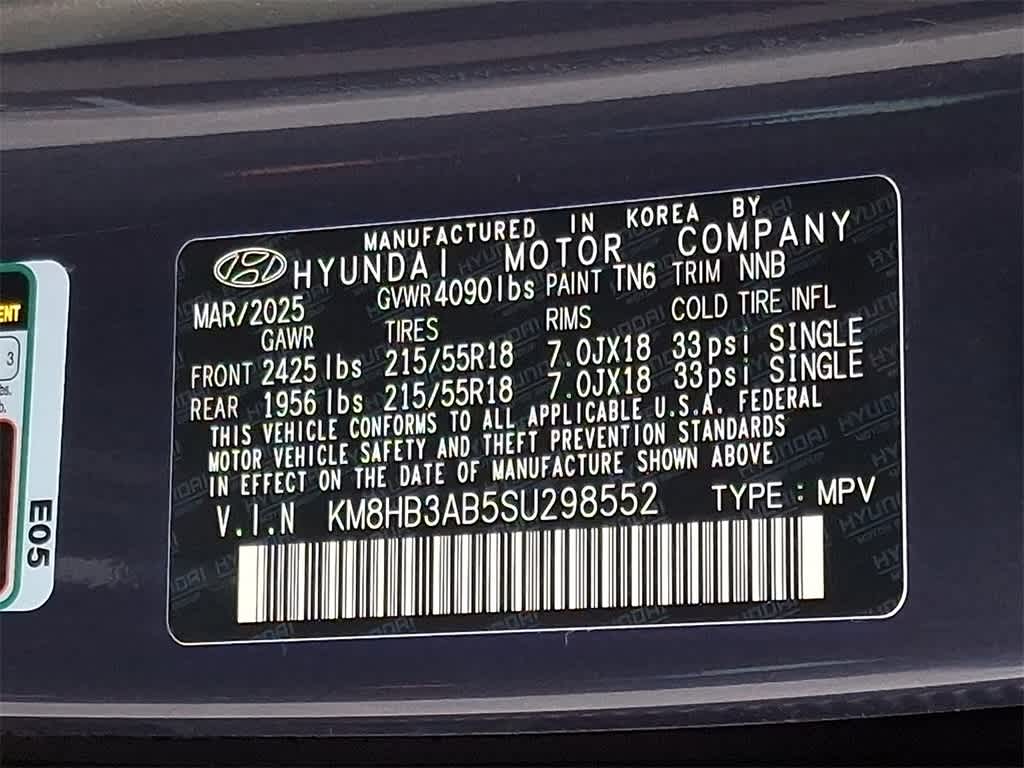 MANUFACTURED IN KOREA BY
HYUNDAI MOTOR COMPANY
MAR/2025 GVWR 4090 lbs PAINT TN6 TRIM NNB
GAWR TIRES RIMS COLD TIRE INFL
FRONT 2425 lbs 215/55R18 7.0JX18 33psi SINGLE
REAR 1956 lbs 215/55R18 7.0JX18 33psi SINGLE
THIS VEHICLE CONFORMS TO ALL APPLICABLE U.S.A. FEDERAL
MOTOR VEHICLE SAFETY AND THEFT PREVENTION STANDARDS
IN EFFECT ON THE DATE OF MANUFACTURE SHOWN ABOVE
V.I.N KM8HB3AB5SU298552 TYPE : MPV
ENT
3
bs.
b.
E05